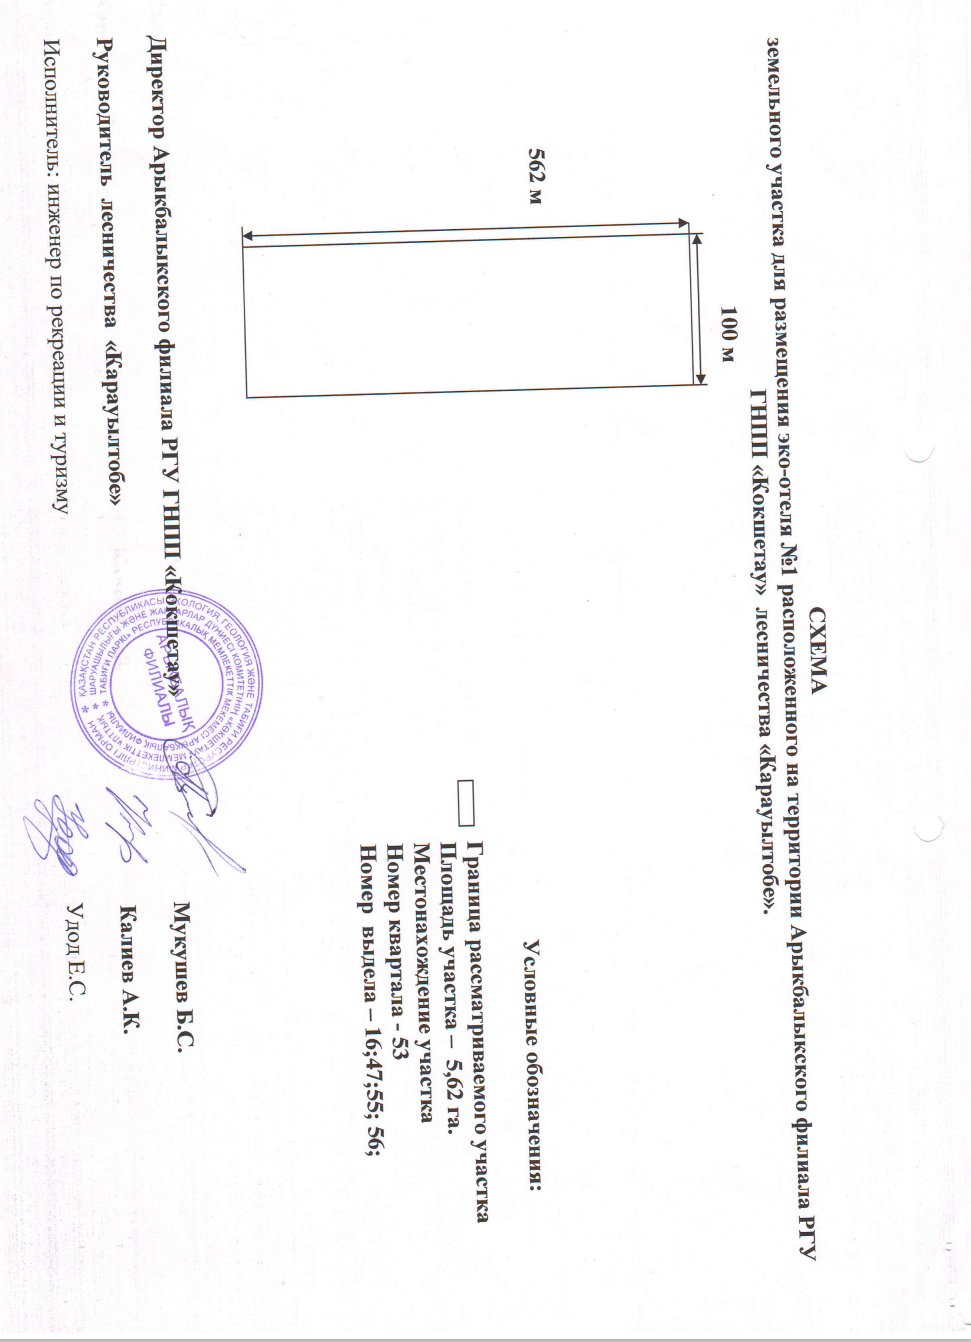 СХЕМА
земельного участка для размещения эко-отеля №1 расположенного на территории Арыкбалыкского филиала РГУ
ГНПП «Кокшетау» лесничества «Карауылтобе».
100 м
562 м
Условные обозначения:
Граница рассматриваемого участка
Площадь участка – 5,62 га.
Местонахождение участка
Номер квартала - 53
Номер выдела – 16;47;55; 56;
Директор Арыкбалыкского филиала РГУ ГНПП «Кокшетау» Мукушев Б.С.
Руководитель лесничества «Карауылтобе» Калиев А.К.
Исполнитель: инженер по рекреации и туризму Удод Е.С.
АРЫҚБАЛЫҚ
ФИЛИАЛЫ